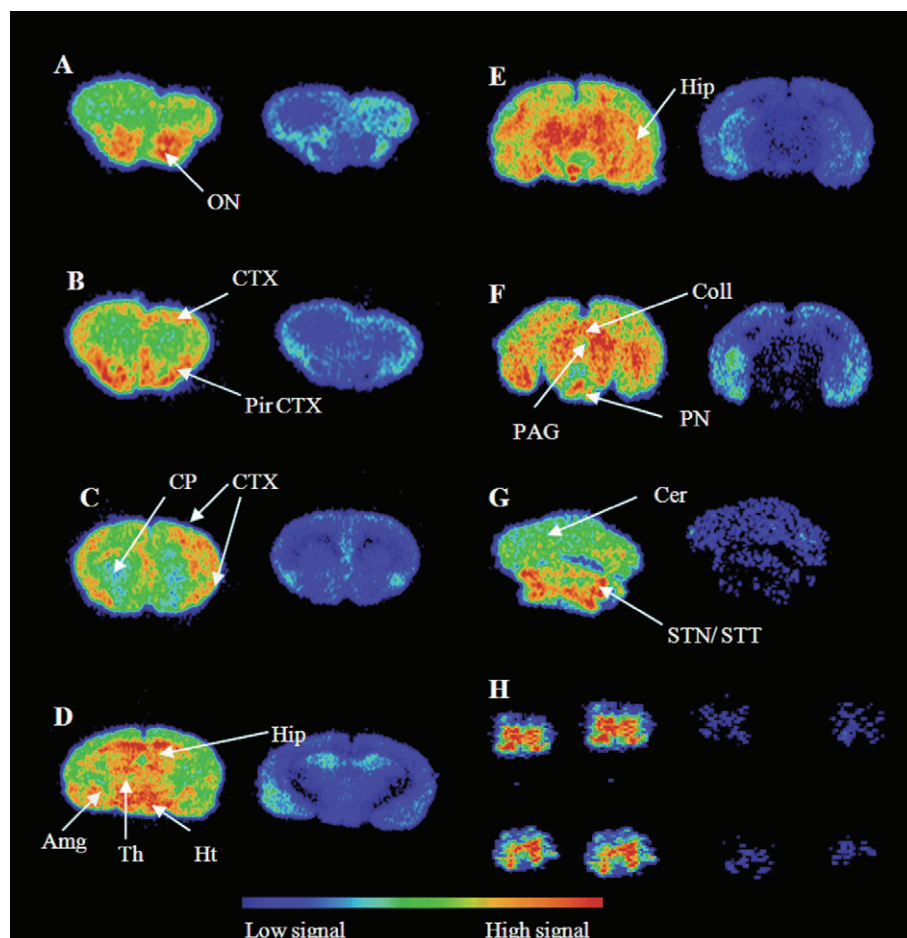 A
ON
B
CTX
Pir CTX
C
CP
CTX
D
Hip
Amg
Th
Ht
E
Hip
F
Coll
PAG
PN
G
Cer
STN/ STT
H
Low signal
High signal